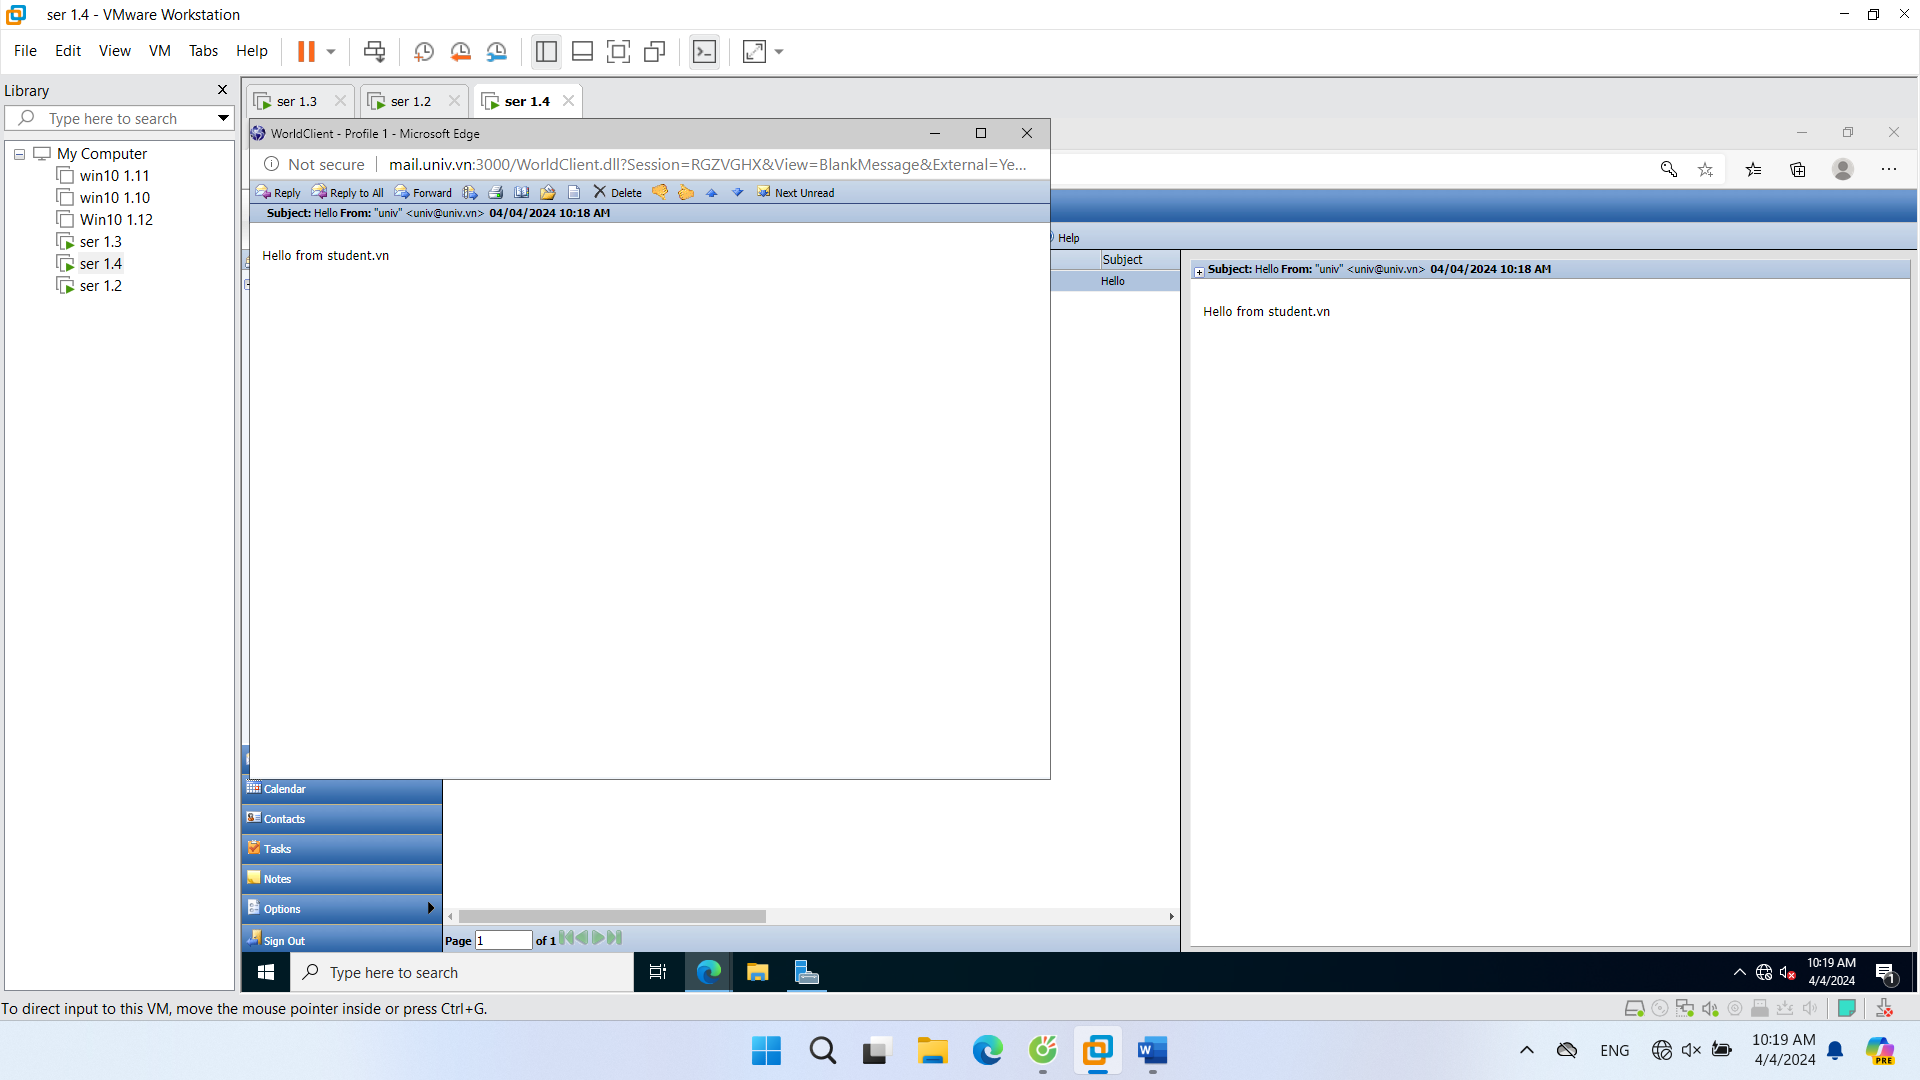 ser 1.4 - VMware Workstation
File Edit View VM Tabs Help
Library
Type here to search
My Computer
win10 1.11
win10 1.10
Win10 1.12
ser 1.3
ser 1.4
ser 1.2
ser 1.3 ser 1.2 ser 1.4
WorldClient - Profile 1 - Microsoft Edge
Not secure mail.univ.vn:3000/WorldClient.dll?Session=RGZVGHX&View=BlankMessage&External=Ye...
Reply Reply to All Forward Delete Next Unread
Subject: Hello From: "univ" <univ@univ.vn> 04/04/2024 10:18 AM
Hello from student.vn
Help
Subject
Hello
Subject: Hello From: "univ" <univ@univ.vn> 04/04/2024 10:18 AM
Hello from student.vn
Calendar
Contacts
Tasks
Notes
Options
Sign Out
Page 1 of 1
Type here to search
10:19 AM
4/4/2024
1
To direct input to this VM, move the mouse pointer inside or press Ctrl+G.
W
ENG
10:19 AM
4/4/2024
PRE